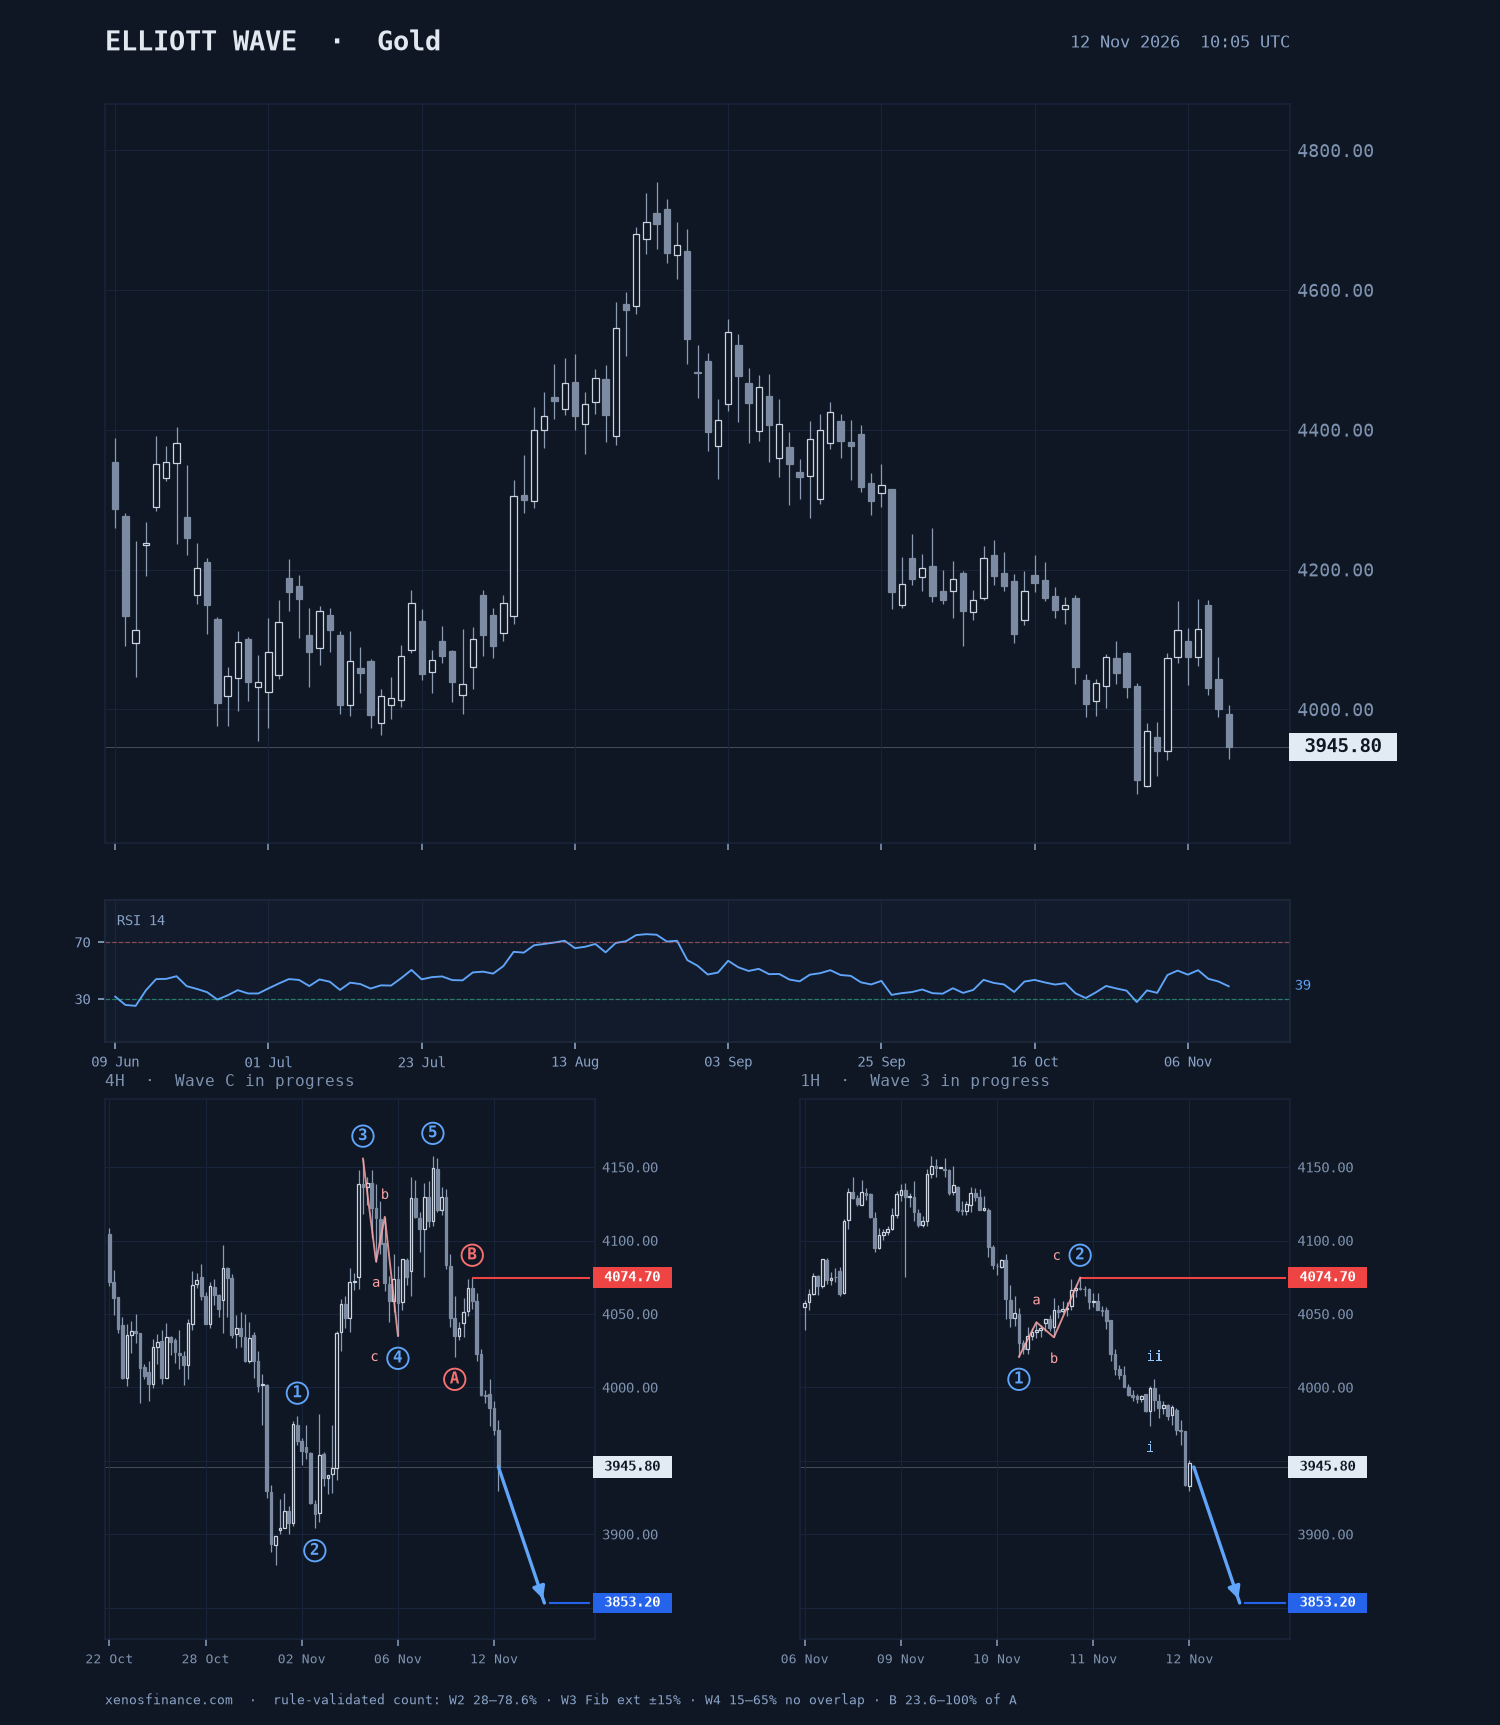 ELLIOTT WAVE · Gold
12 Nov 2026 10:05 UTC
4800.00
4600.00
4400.00
4200.00
4000.00
3945.80
RSI 14
70
30
39
09 Jun 01 Jul 23 Jul 13 Aug 03 Sep 25 Sep 16 Oct 06 Nov
4H · Wave C in progress
3
5
b
B
a
c
4
A
1
2
4150.00
4100.00
4074.70
4050.00
4000.00
3945.80
3900.00
3853.20
22 Oct 28 Oct 02 Nov 06 Nov 12 Nov
1H · Wave 3 in progress
c
2
a
b
1
ii
i
4150.00
4100.00
4074.70
4050.00
4000.00
3945.80
3900.00
3853.20
06 Nov 09 Nov 10 Nov 11 Nov 12 Nov
xenosfinance.com · rule-validated count: W2 28–78.6% · W3 Fib ext ±15% · W4 15–65% no overlap · B 23.6–100% of A